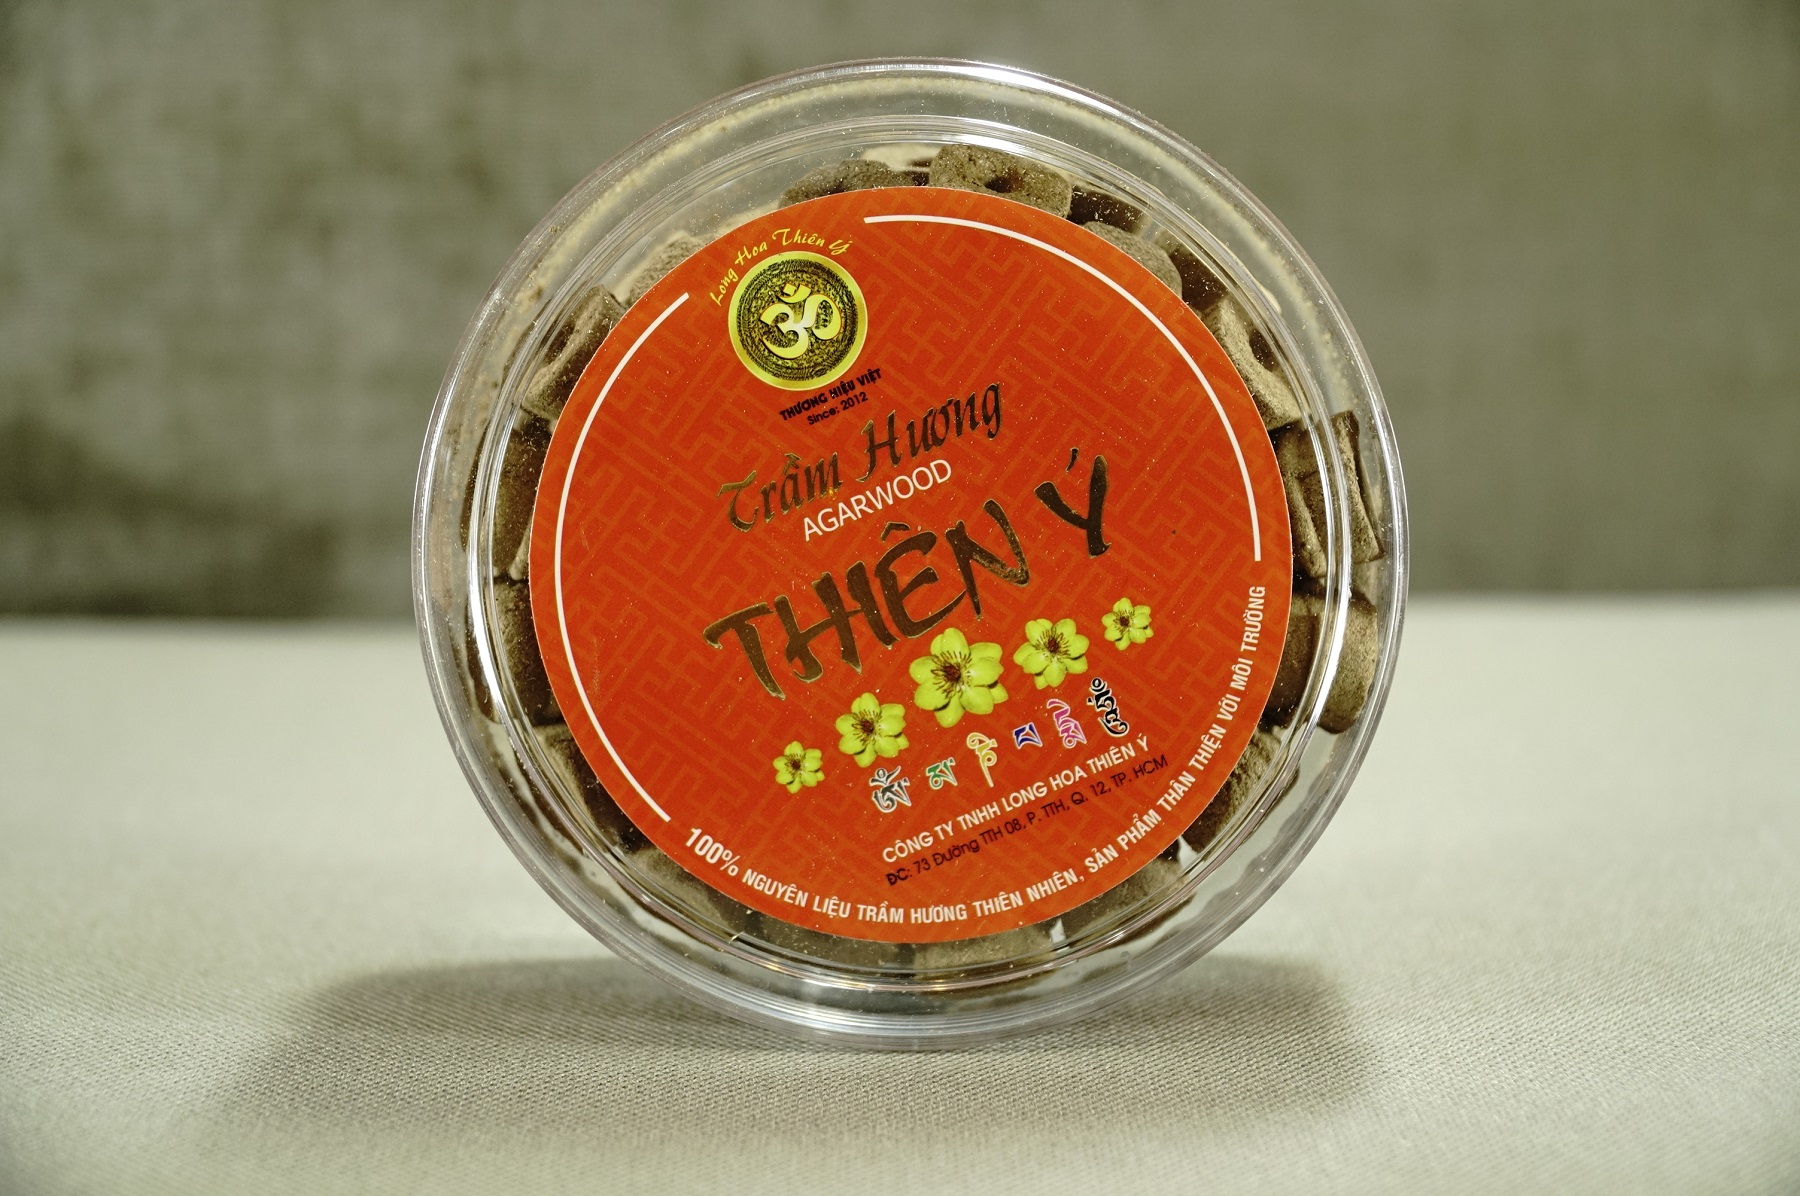 Long Hoa Thiên Ý
ॐ
THƯƠNG HIỆU VIỆT
Since: 2012
Trầm Hương
AGARWOOD
THIÊN Ý
ཨོཾ མ ཎི པ དྨེ ཧཱུྃ
CÔNG TY TNHH LONG HOA THIÊN Ý
ĐC: 73 Đường TTH 08, P. TTH, Q. 12, TP. HCM
100% NGUYÊN LIỆU TRẦM HƯƠNG THIÊN NHIÊN, SẢN PHẨM THÂN THIỆN VỚI MÔI TRƯỜNG